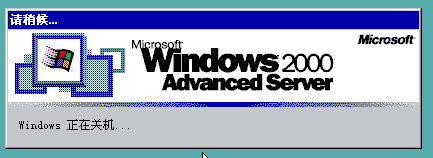 请稍候...
Microsoft
Microsoft
Windows 2000
Advanced Server
Windows 正在关机...